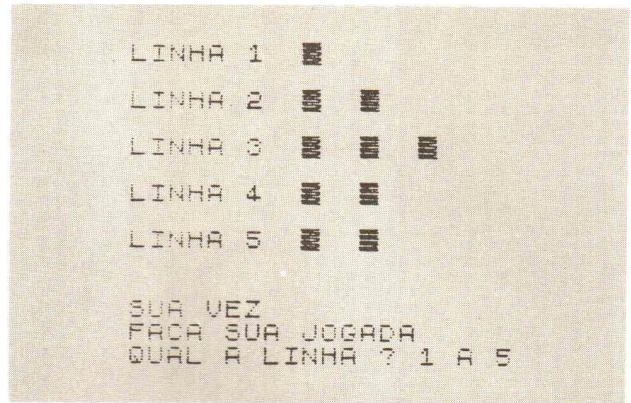 LINHA 1
LINHA 2
LINHA 3
LINHA 4
LINHA 5
SUA VEZ
FACA SUA JOGADA
QUAL A LINHA ? 1 A 5